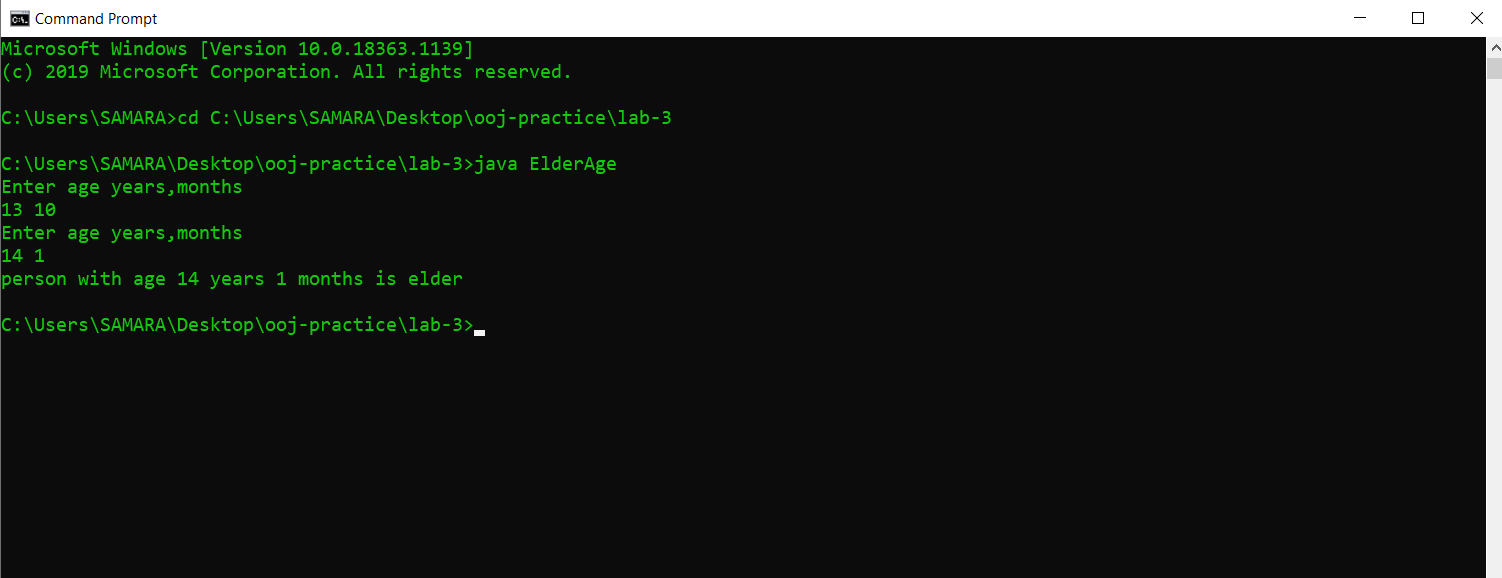 Command Prompt
Microsoft Windows [Version 10.0.18363.1139]
(c) 2019 Microsoft Corporation. All rights reserved.
C:\Users\SAMARA>cd C:\Users\SAMARA\Desktop\ooj-practice\lab-3
C:\Users\SAMARA\Desktop\ooj-practice\lab-3>java ElderAge
Enter age years,months
13 10
Enter age years,months
14 1
person with age 14 years 1 months is elder
C:\Users\SAMARA\Desktop\ooj-practice\lab-3>